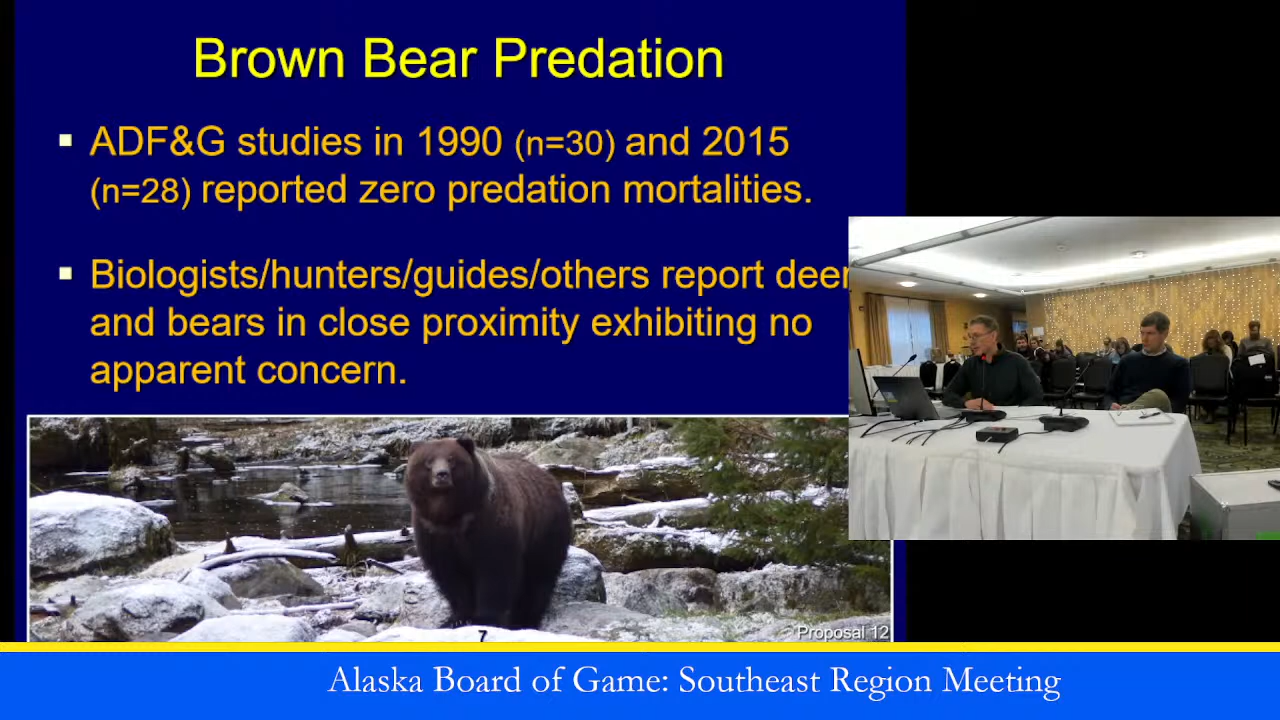 Brown Bear Predation
▪ ADF&G studies in 1990 (n=30) and 2015
(n=28) reported zero predation mortalities.
▪ Biologists/hunters/guides/others report deer
and bears in close proximity exhibiting no
apparent concern.
7
Proposal 12
Alaska Board of Game: Southeast Region Meeting